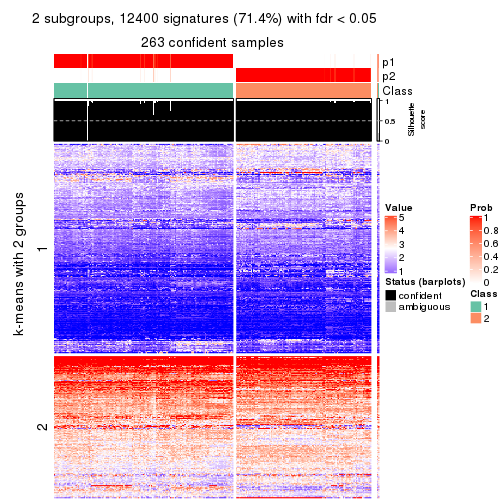 2 subgroups, 12400 signatures (71.4%) with fdr < 0.05
263 confident samples
p1
p2
Class
1
0.5
0
Silhouette
score
k-means with 2 groups
1
2
Value
5
4
3
2
1
Status (barplots)
confident
ambiguous
Prob
1
0.8
0.6
0.4
0.2
0
Class
1
2